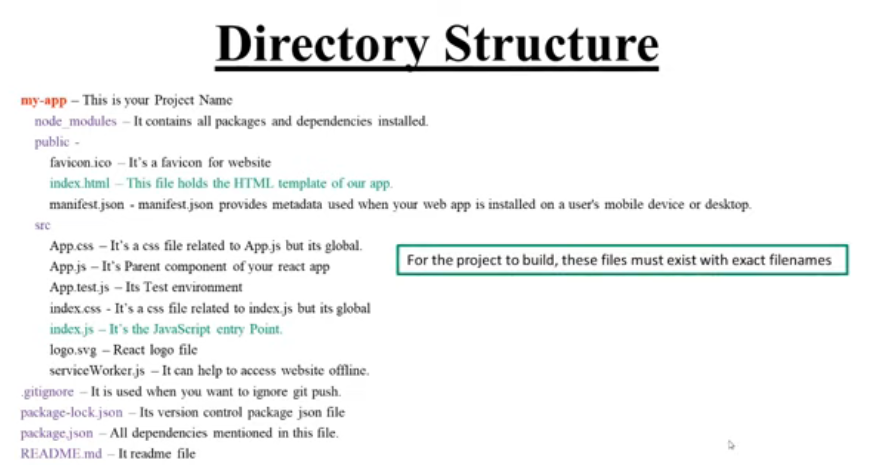 Directory Structure
my-app – This is your Project Name
node_modules – It contains all packages and dependencies installed.
public -
favicon.ico – It's a favicon for website
index.html – This file holds the HTML template of our app.
manifest.json - manifest.json provides metadata used when your web app is installed on a user's mobile device or desktop.
src
App.css – It's a css file related to App.js but its global.
App.js – It's Parent component of your react app
App.test.js – Its Test environment
index.css - It's a css file related to index.js but its global
index.js – It's the JavaScript entry Point.
logo.svg – React logo file
serviceWorker.js – It can help to access website offline.
.gitignore – It is used when you want to ignore git push.
package-lock.json – Its version control package json file
package.json – All dependencies mentioned in this file.
README.md – It readme file
For the project to build, these files must exist with exact filenames